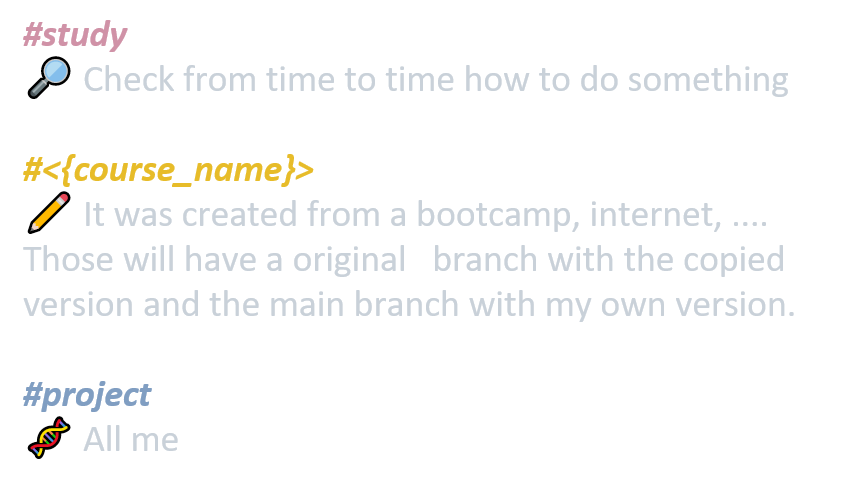 #study
🔎 Check from time to time how to do something
#<{course_name}>
✏️ It was created from a bootcamp, internet, ....
Those will have a original branch with the copied
version and the main branch with my own version.
#project
🧬 All me